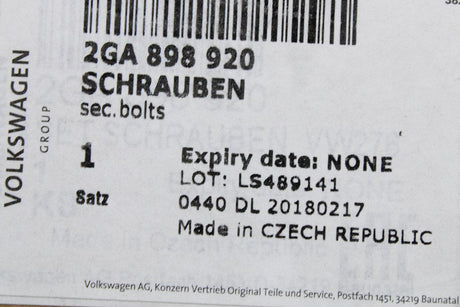 2GA 898 920
SCHRAUBEN
sec.bolts
VOLKSWAGEN
GROUP
1
Satz
Expiry date: NONE
LOT: LS489141
0440 DL 20180217
Made in CZECH REPUBLIC
Volkswagen AG, Konzern Vertrieb Original Teile und Service, Postfach 1451, 34219 Baunatal